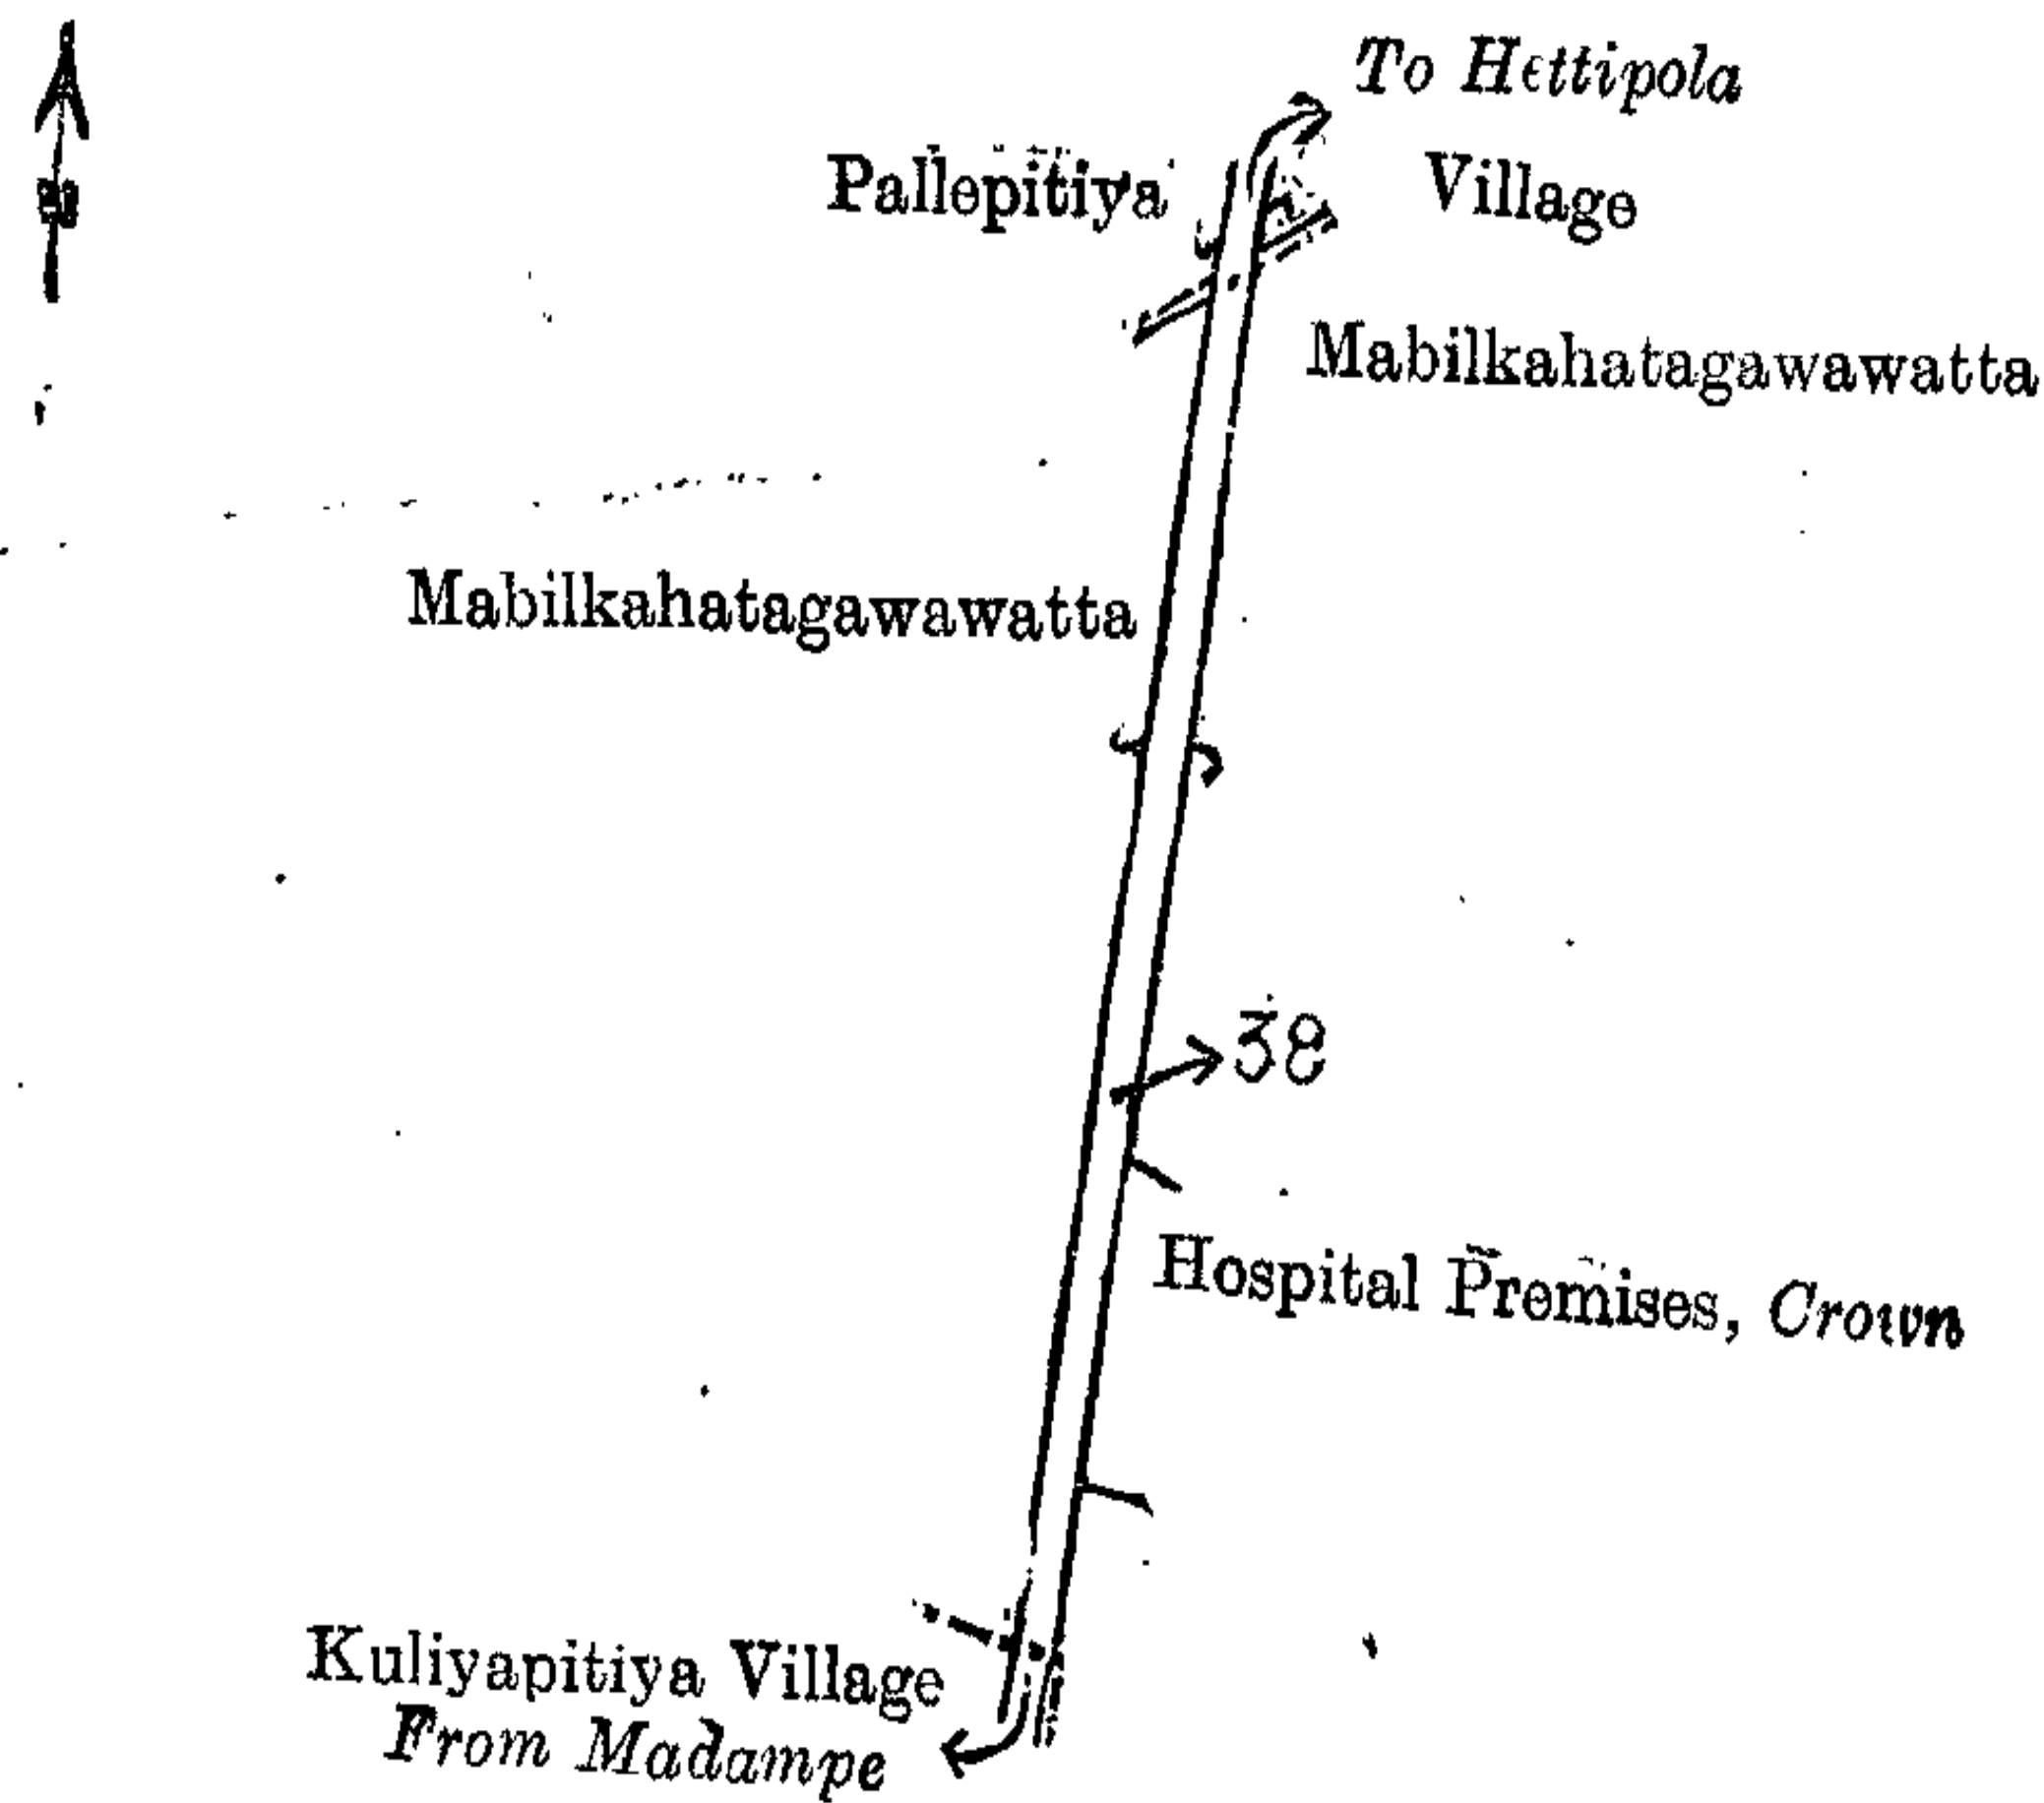 To Hettipola
Pallepitiya Village
Mabilkahatagawawatta
Mabilkahatagawawatta
38
Hospital Premises, Crown
Kuliyapitiya Village
From Madampe